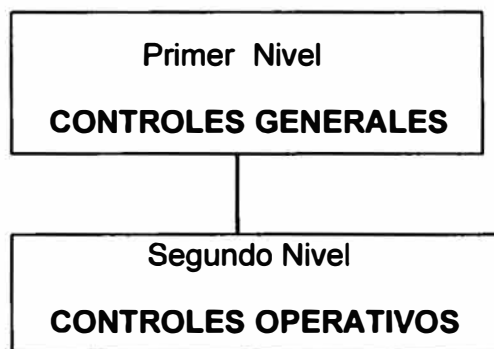 Primer Nivel
CONTROLES GENERALES
Segundo Nivel
CONTROLES OPERATIVOS